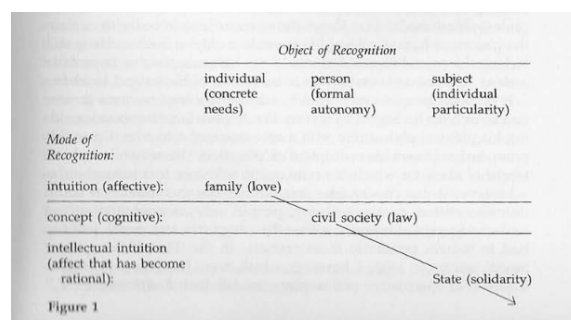 Object of Recognition
individual person subject
(concrete (formal (individual
needs) autonomy) particularity)
Mode of
Recognition:
intuition (affective): family (love)
concept (cognitive): civil society (law)
intellectual intuition
(affect that has become
rational): State (solidarity)
Figure 1